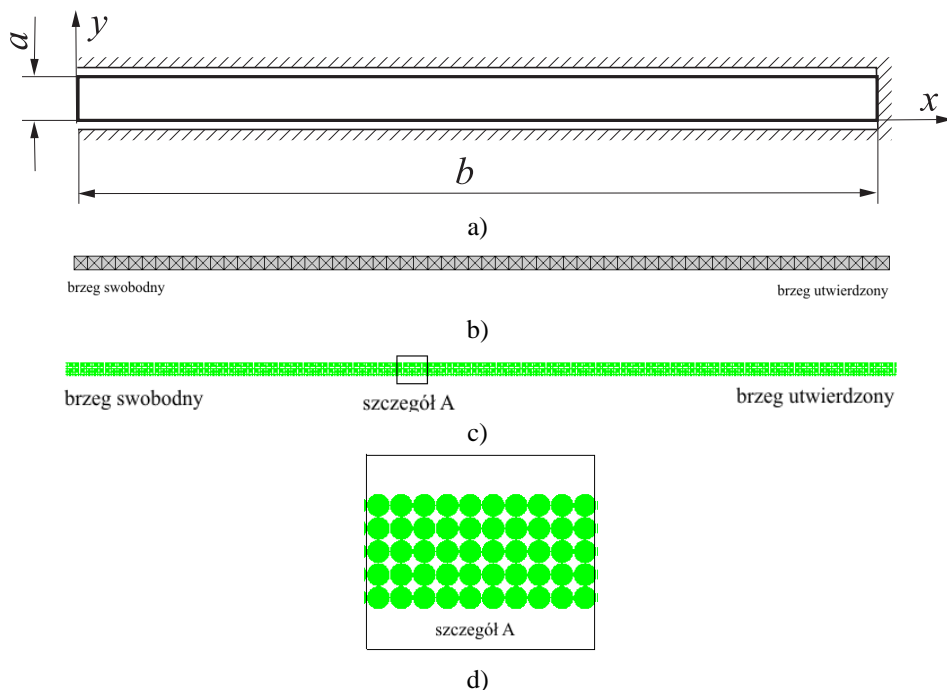 y
a
x
b
a)
brzeg swobodny
brzeg utwierdzony
b)
brzeg swobodny
szczegół A
brzeg utwierdzony
c)
szczegół A
d)